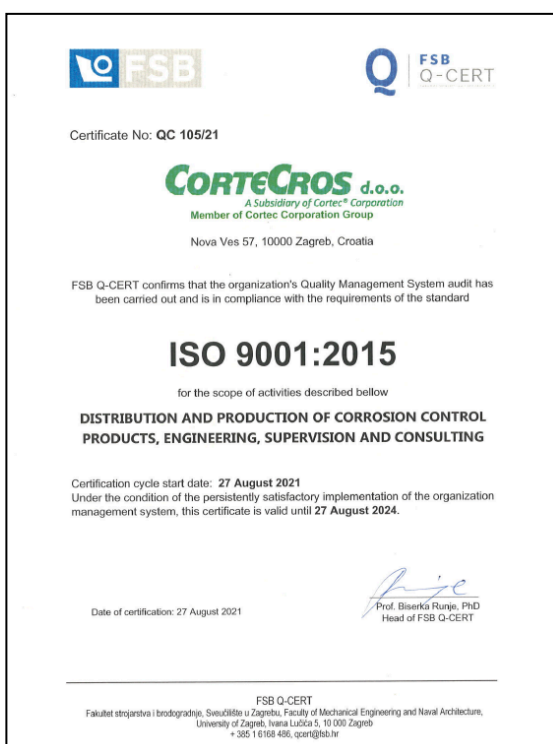 FSB
FSB
Q-CERT
Certificate No: QC 105/21
CORTECROS d.o.o.
A Subsidiary of Cortec® Corporation
Member of Cortec Corporation Group
Nova Ves 57, 10000 Zagreb, Croatia
FSB Q-CERT confirms that the organization's Quality Management System audit has
been carried out and is in compliance with the requirements of the standard
ISO 9001:2015
for the scope of activities described bellow
DISTRIBUTION AND PRODUCTION OF CORROSION CONTROL
PRODUCTS, ENGINEERING, SUPERVISION AND CONSULTING
Certification cycle start date: 27 August 2021
Under the condition of the persistently satisfactory implementation of the organization
management system, this certificate is valid until 27 August 2024.
Date of certification: 27 August 2021
Prof. Biserka Runje, PhD
Head of FSB Q-CERT
FSB Q-CERT
Fakultet strojarstva i brodogradnje, Sveučilište u Zagrebu, Faculty of Mechanical Engineering and Naval Architecture,
University of Zagreb, Ivana Lučića 5, 10 000 Zagreb
+ 385 1 6168 486, qcert@fsb.hr